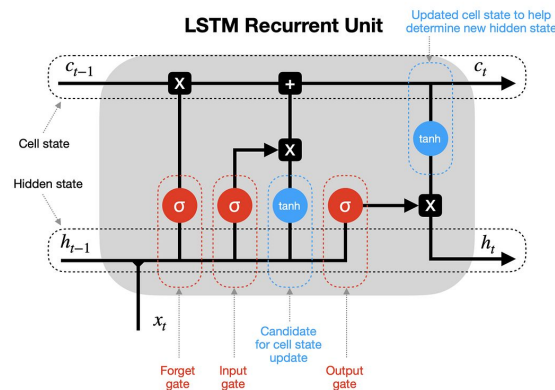 LSTM Recurrent Unit
Updated cell state to help
determine new hidden state
c_{t-1}
X
+
c_t
tanh
Cell state
X
Hidden state
σ
σ
tanh
σ
X
h_{t-1}
h_t
x_t
Forget
gate
Input
gate
Candidate
for cell state
update
Output
gate